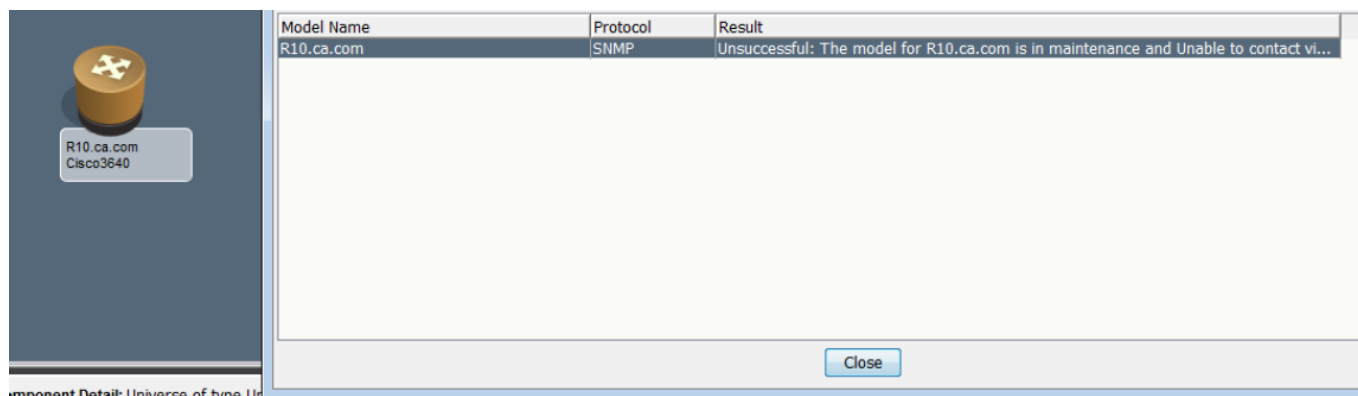 Model Name Protocol Result
R10.ca.com SNMP Unsuccessful: The model for R10.ca.com is in maintenance and Unable to contact vi...
R10.ca.com
Cisco3640
Close
Detail: Universe of type